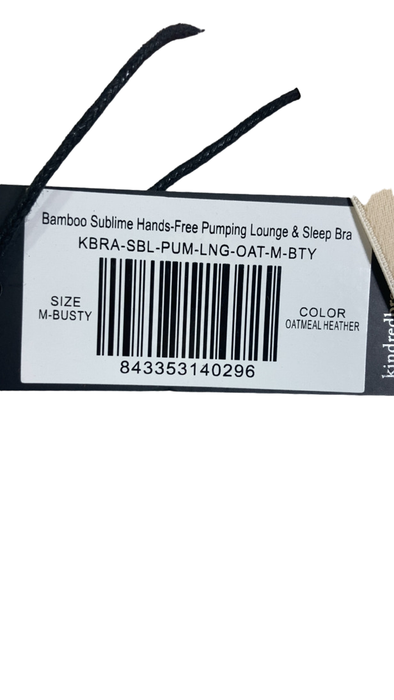 Bamboo Sublime Hands-Free Pumping Lounge & Sleep Bra
KBRA-SBL-PUM-LNG-OAT-M-BTY
SIZE
M-BUSTY
COLOR
OATMEAL HEATHER
843353140296